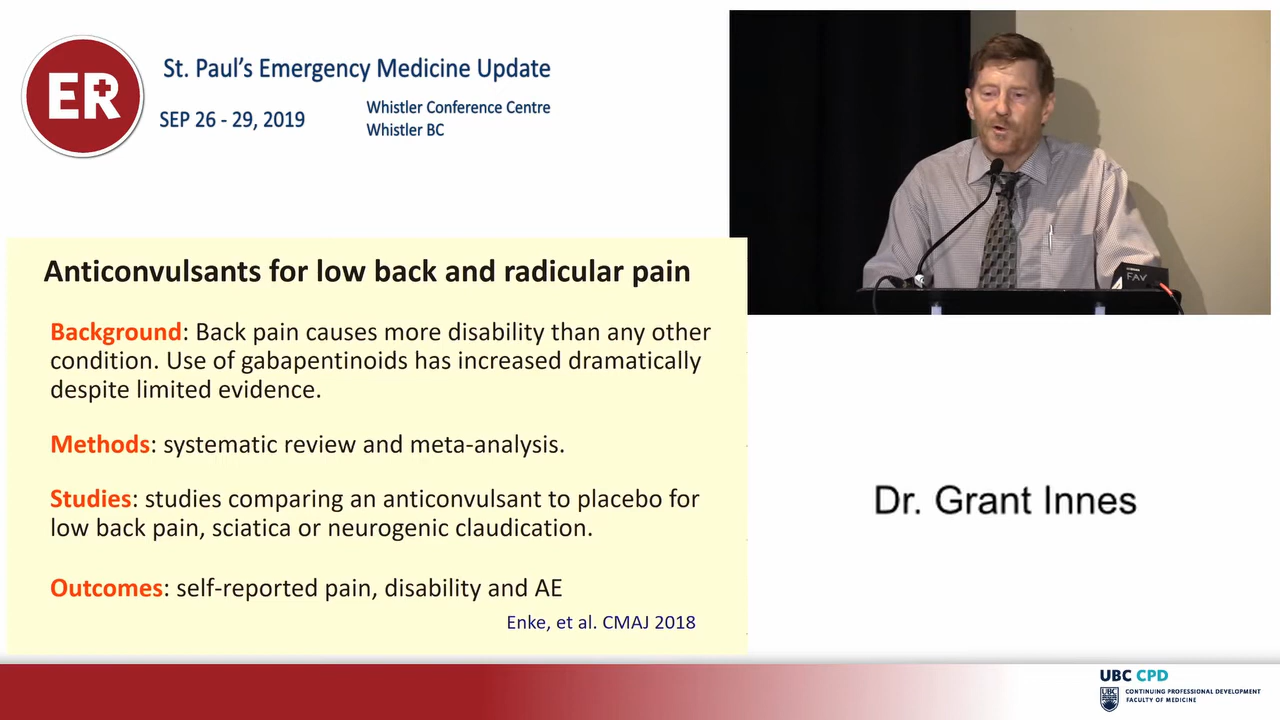 ER
St. Paul's Emergency Medicine Update
SEP 26 - 29, 2019
Whistler Conference Centre
Whistler BC
FAV
Anticonvulsants for low back and radicular pain
Background: Back pain causes more disability than any other
condition. Use of gabapentinoids has increased dramatically
despite limited evidence.
Methods: systematic review and meta-analysis.
Studies: studies comparing an anticonvulsant to placebo for
low back pain, sciatica or neurogenic claudication.
Outcomes: self-reported pain, disability and AE
Enke, et al. CMAJ 2018
Dr. Grant Innes
UBC CPD
UBC
CONTINUING PROFESSIONAL DEVELOPMENT
FACULTY OF MEDICINE